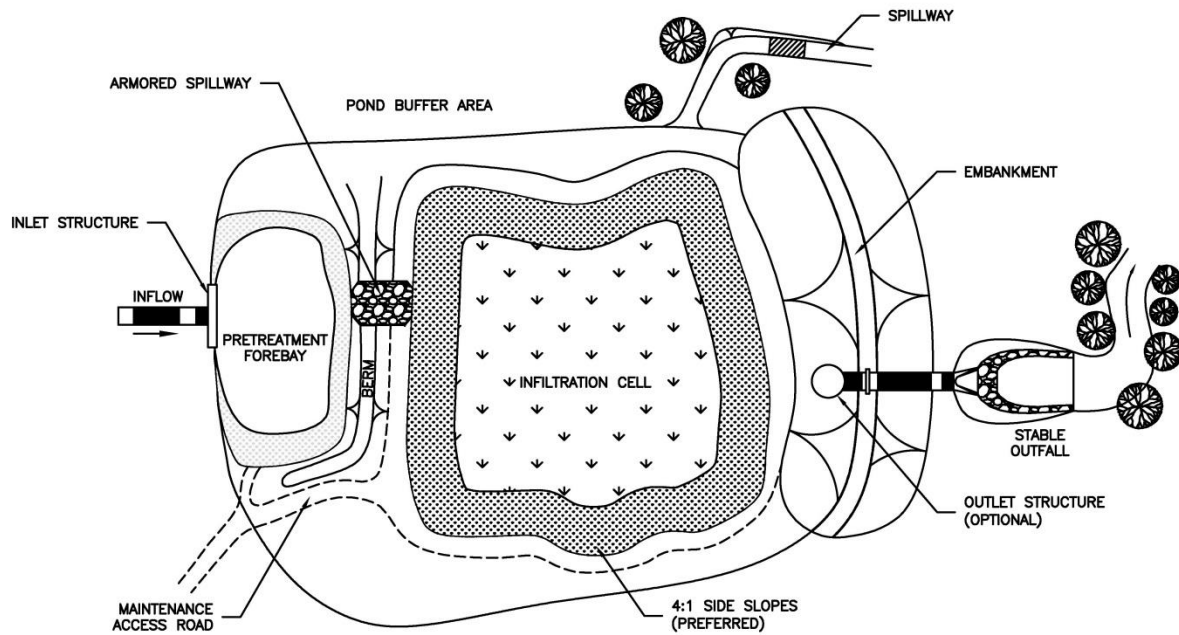 SPILLWAY
ARMORED SPILLWAY
POND BUFFER AREA
EMBANKMENT
INLET STRUCTURE
INFLOW
PRETREATMENT
FOREBAY
BERM
INFILTRATION CELL
STABLE
OUTFALL
OUTLET STRUCTURE
(OPTIONAL)
MAINTENANCE
ACCESS ROAD
4:1 SIDE SLOPES
(PREFERRED)